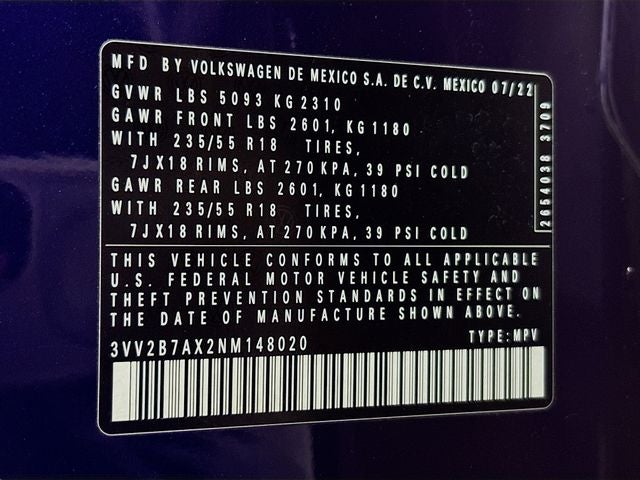 MFD BY VOLKSWAGEN DE MEXICO S.A. DE C.V. MEXICO 07/22
GVWR LBS 5093 KG 2310
GAWR FRONT LBS 2601, KG 1180
WITH 235/55 R18 TIRES,
7JX18 RIMS, AT 270 KPA, 39 PSI COLD
GAWR REAR LBS 2601, KG 1180
WITH 235/55 R18 TIRES,
7JX18 RIMS, AT 270 KPA, 39 PSI COLD
2654038 3709
THIS VEHICLE CONFORMS TO ALL APPLICABLE
U.S. FEDERAL MOTOR VEHICLE SAFETY AND
THEFT PREVENTION STANDARDS IN EFFECT ON
THE DATE OF MANUFACTURE SHOWN ABOVE.
3VV2B7AX2NM148020 TYPE: MPV